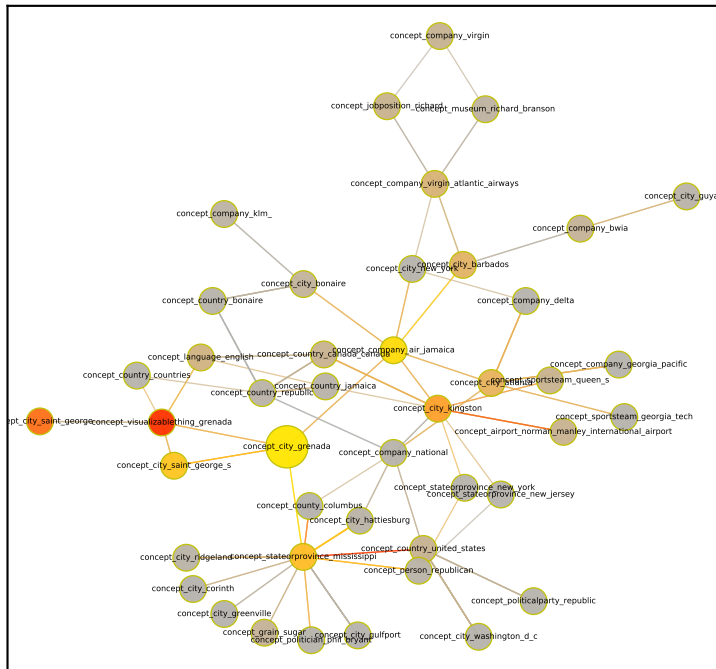 concept_company_virgin
concept_jobposition_richard
concept_museum_richard_branson
concept_company_virgin_atlantic_airways
concept_city_guya
concept_company_klm_
concept_company_bwia
concept_city_new_york
concept_city_barbados
concept_city_bonaire
concept_country_bonaire
concept_company_delta
concept_company_air_jamaica
concept_language_english
concept_country_canada_canada
concept_company_georgia_pacific
concept_country_countries
concept_country_jamaica
concept_country_republic
concept_city_atlanta
concept_sportsteam_queen_s
concept_city_kingston
concept_sportsteam_georgia_tech
ept_city_saint_george
concept_visualizablething_grenada
concept_airport_norman_manley_international_airport
concept_city_grenada
concept_company_national
concept_city_saint_george_s
concept_stateorprovince_new_york
concept_stateorprovince_new_jersey
concept_county_columbus
concept_city_hattiesburg
concept_country_united_states
concept_city_ridgeland
concept_stateorprovince_mississippi
concept_person_republican
concept_city_corinth
concept_politicalparty_republic
concept_city_greenville
concept_grain_sugar
concept_city_gulfport
concept_politician_phil_bryant
concept_city_washington_d_c